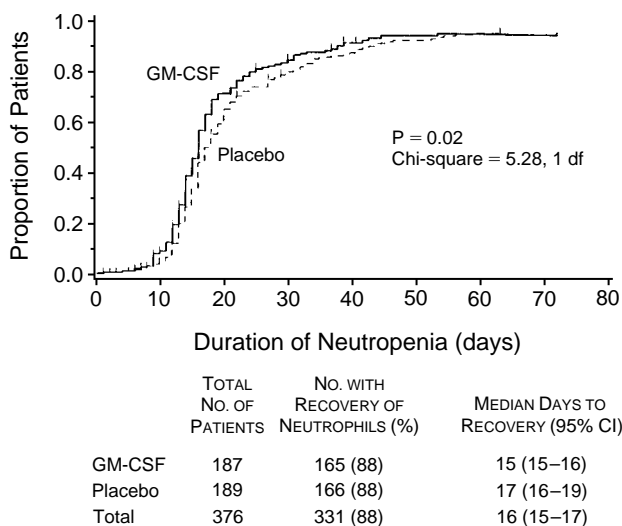 1.0
0.8
0.6
0.4
0.2
0.0
Proportion of Patients
GM-CSF
Placebo
P = 0.02
Chi-square = 5.28, 1 df
0 10 20 30 40 50 60 70 80
Duration of Neutropenia (days)
TOTAL NO. OF PATIENTS
NO. WITH RECOVERY OF NEUTROPHILS (%)
MEDIAN DAYS TO RECOVERY (95% CI)
GM-CSF 187 165 (88) 15 (15–16)
Placebo 189 166 (88) 17 (16–19)
Total 376 331 (88) 16 (15–17)